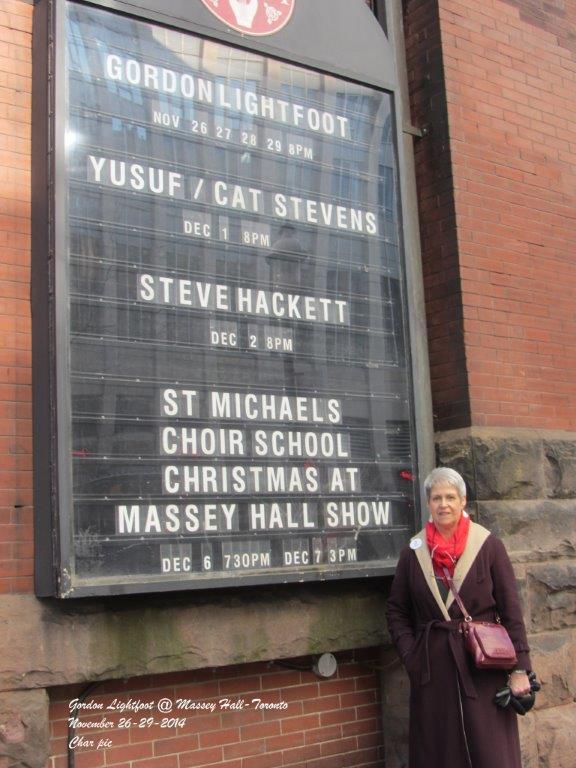 GORDON LIGHTFOOT
NOV 26 27 28 29 8PM
YUSUF / CAT STEVENS
DEC 1 8PM
STEVE HACKETT
DEC 2 8PM
ST MICHAELS
CHOIR SCHOOL
CHRISTMAS AT
MASSEY HALL SHOW
DEC 6 730PM DEC 7 3PM
Gordon Lightfoot @ Massey Hall-Toronto
November 26-29-2014
Char pic